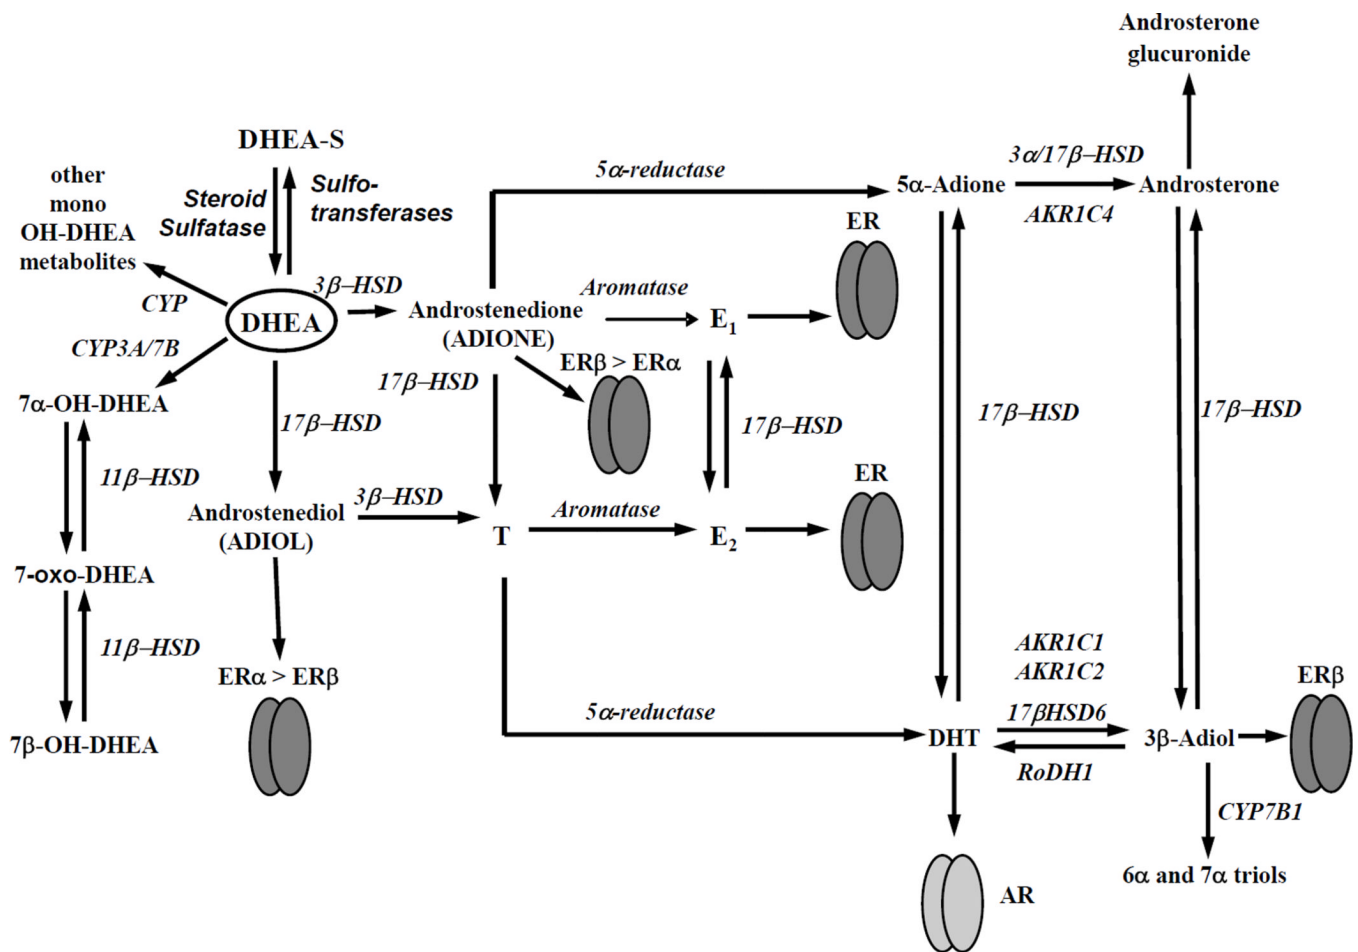 Androsterone
glucuronide
DHEA-S
other
mono
OH-DHEA
metabolites
Steroid
Sulfatase
Sulfo-
transferases
5α-reductase
5α-Adione
3α/17β–HSD
AKR1C4
Androsterone
ER
CYP
DHEA
3β–HSD
Androstenedione
(ADIONE)
Aromatase
E1
CYP3A/7B
ERβ > ERα
17β–HSD
7α-OH-DHEA
17β–HSD
17β–HSD
17β–HSD
17β–HSD
11β–HSD
Androstenediol
(ADIOL)
3β–HSD
T
Aromatase
E2
ER
7-oxo-DHEA
11β–HSD
ERα > ERβ
7β-OH-DHEA
5α-reductase
DHT
AKR1C1
AKR1C2
17βHSD6
RoDH1
3β-Adiol
ERβ
CYP7B1
6α and 7α triols
AR